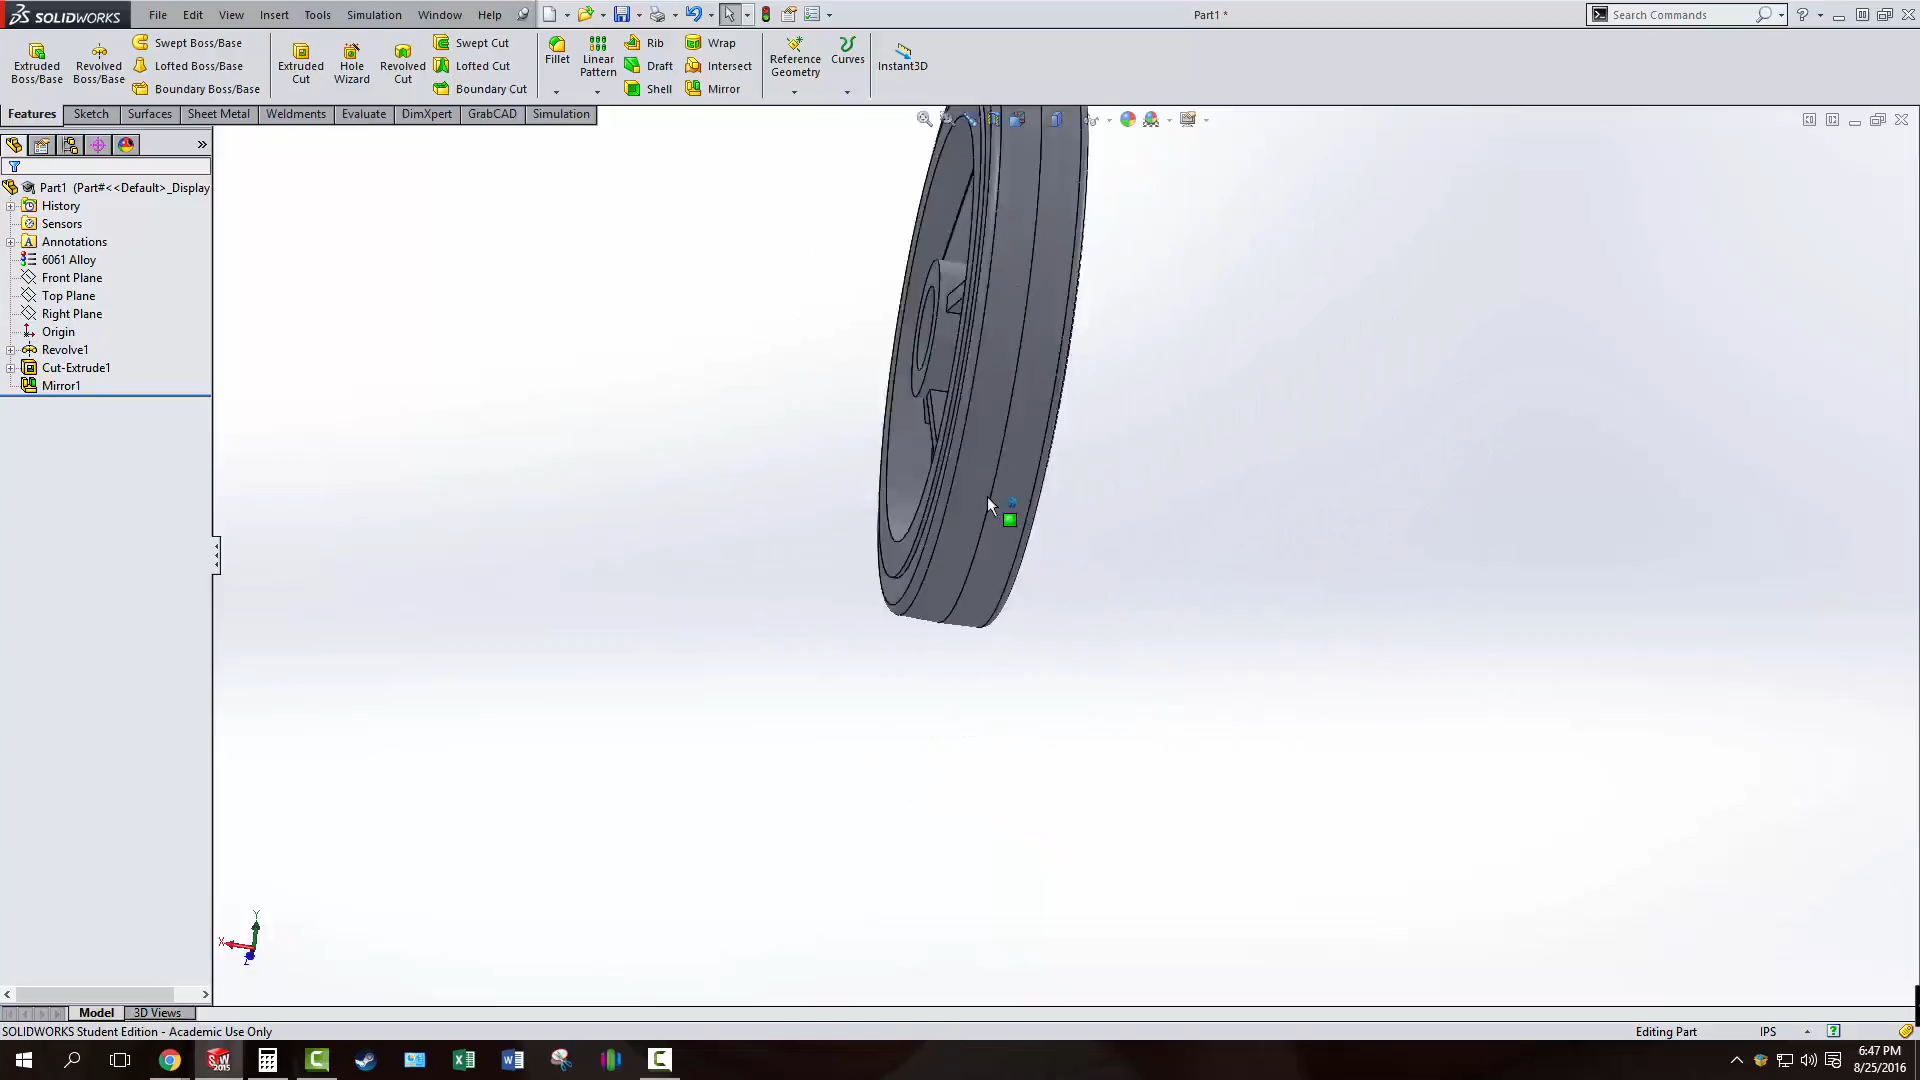 SOLIDWORKS File Edit View Insert Tools Simulation Window Help Part1 * Search Commands
Extruded Boss/Base Revolved Boss/Base Swept Boss/Base Lofted Boss/Base Boundary Boss/Base
Extruded Cut Hole Wizard Revolved Cut Swept Cut Lofted Cut Boundary Cut
Fillet Linear Pattern Rib Draft Shell Wrap Intersect Mirror
Reference Geometry Curves Instant3D
Features Sketch Surfaces Sheet Metal Weldments Evaluate DimXpert GrabCAD Simulation
Part1 (Part#<<Default>_Display
History
Sensors
Annotations
6061 Alloy
Front Plane
Top Plane
Right Plane
Origin
Revolve1
Cut-Extrude1
Mirror1
Y
X
Z
Model 3D Views
SOLIDWORKS Student Edition - Academic Use Only Editing Part IPS
6:47 PM
8/25/2016